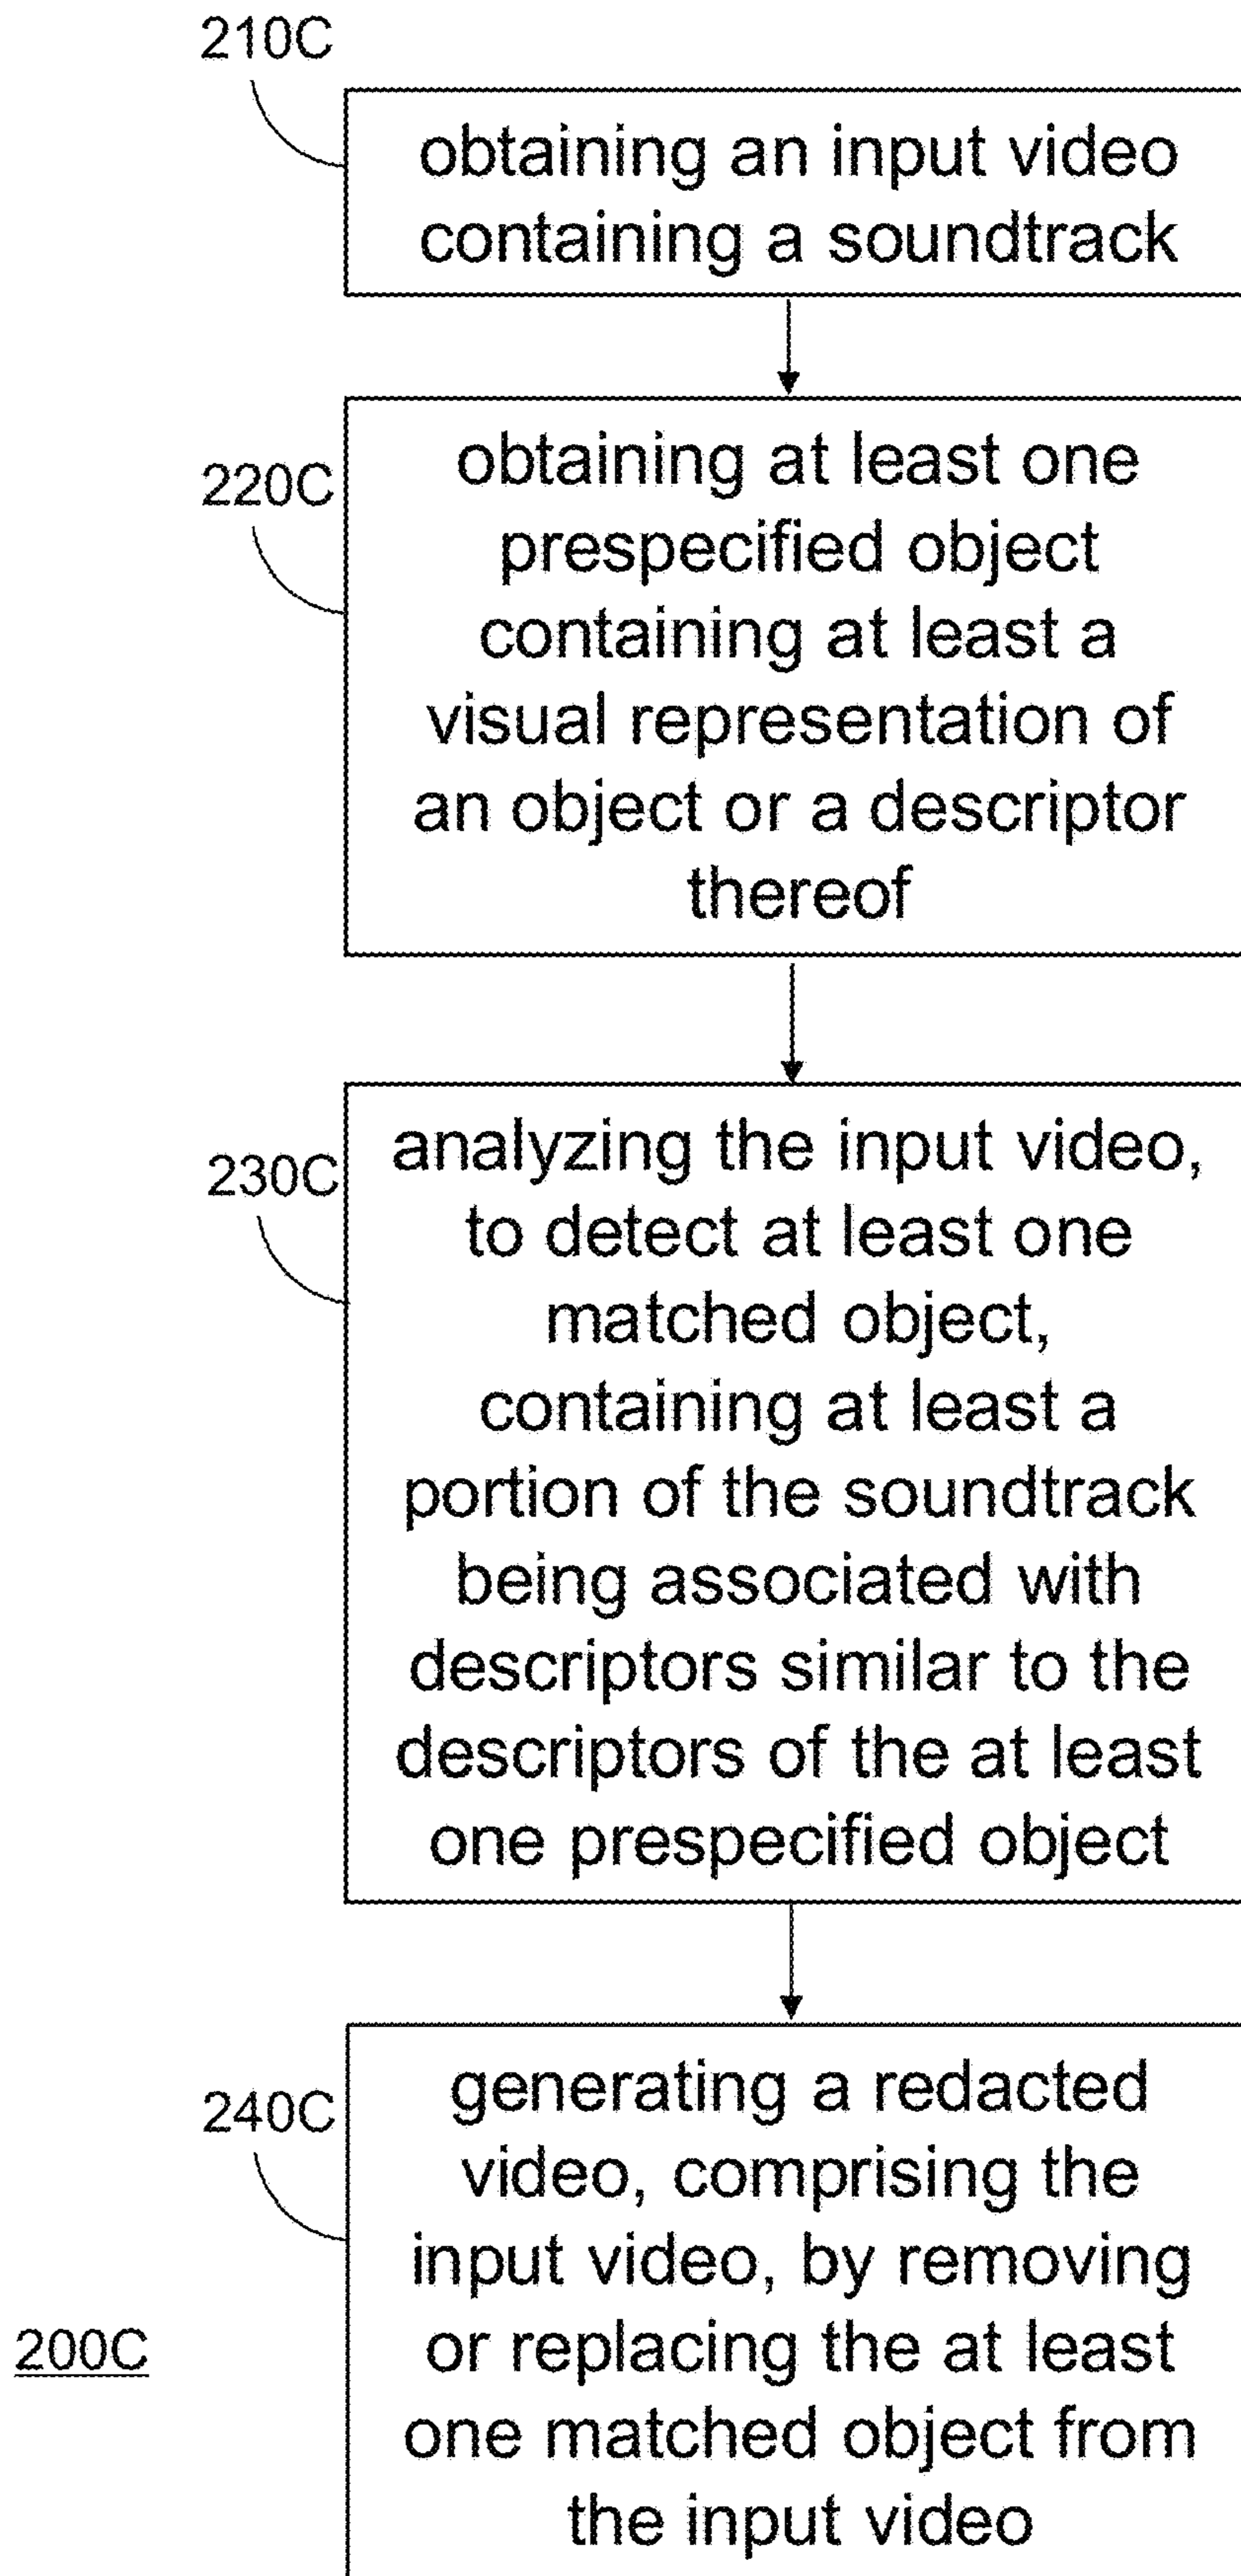 210C
obtaining an input video
containing a soundtrack
220C
obtaining at least one
prespecified object
containing at least a
visual representation of
an object or a descriptor
thereof
230C
analyzing the input video,
to detect at least one
matched object,
containing at least a
portion of the soundtrack
being associated with
descriptors similar to the
descriptors of the at least
one prespecified object
240C
generating a redacted
video, comprising the
input video, by removing
or replacing the at least
one matched object from
the input video
200C